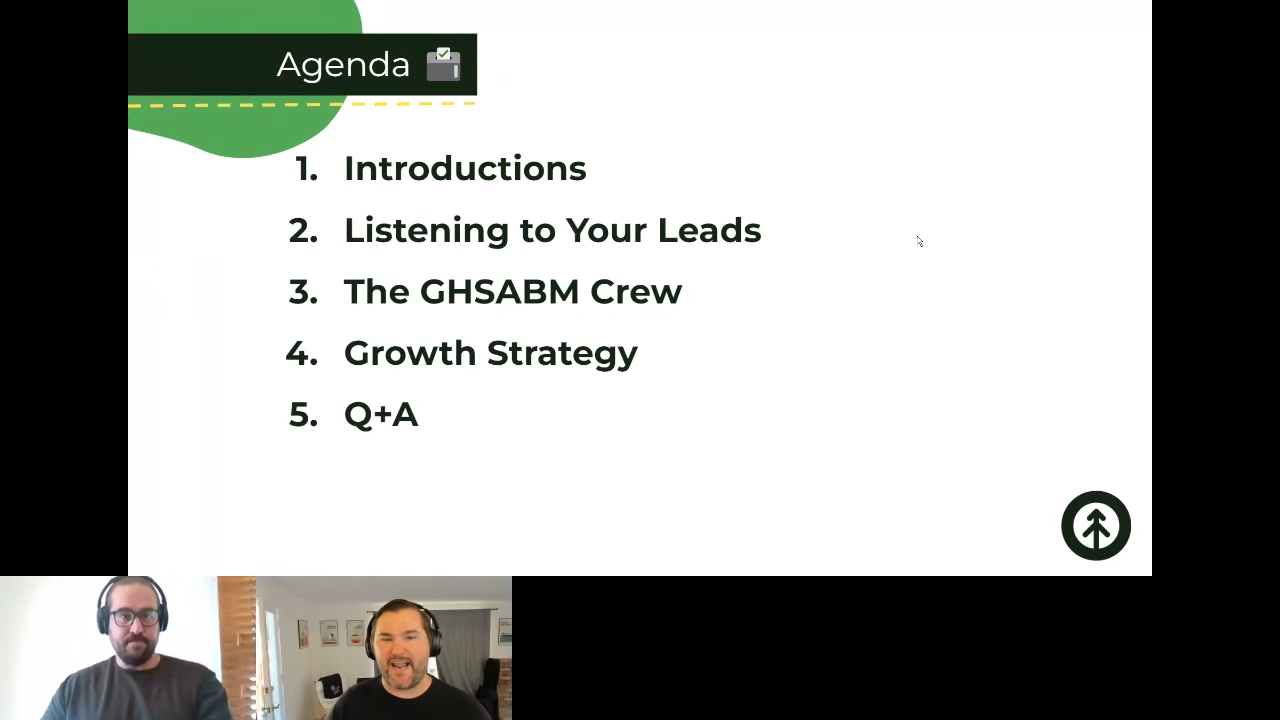 Agenda
1. Introductions
2. Listening to Your Leads
3. The GHSABM Crew
4. Growth Strategy
5. Q+A